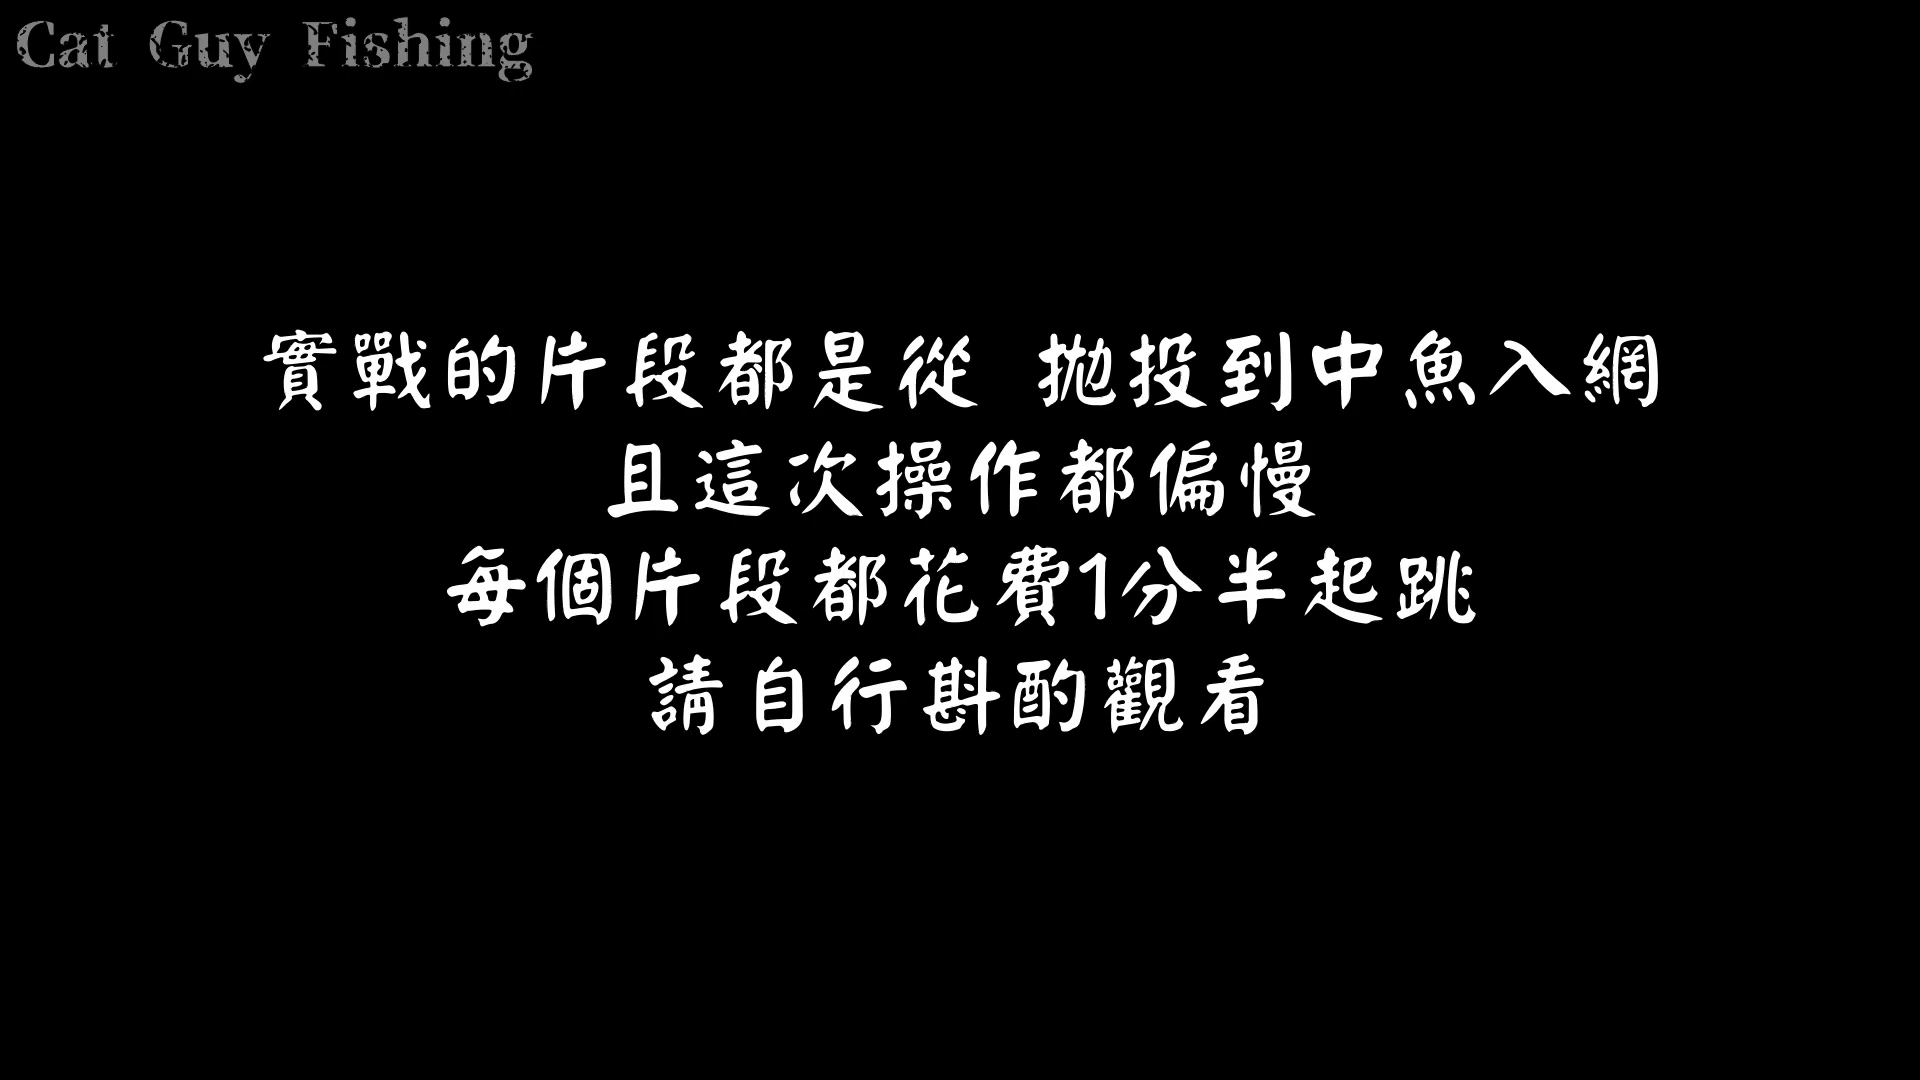 Cat Guy Fishing
實戰的片段都是從 拋投到中魚入網
且這次操作都偏慢
每個片段都花費1分半起跳
請自行斟酌觀看